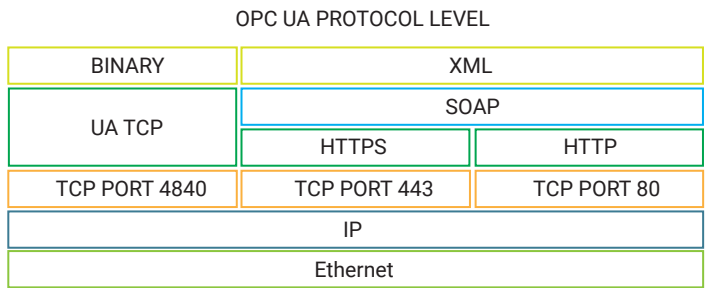 OPC UA PROTOCOL LEVEL
BINARY
XML
UA TCP
SOAP
HTTPS
HTTP
TCP PORT 4840
TCP PORT 443
TCP PORT 80
IP
Ethernet